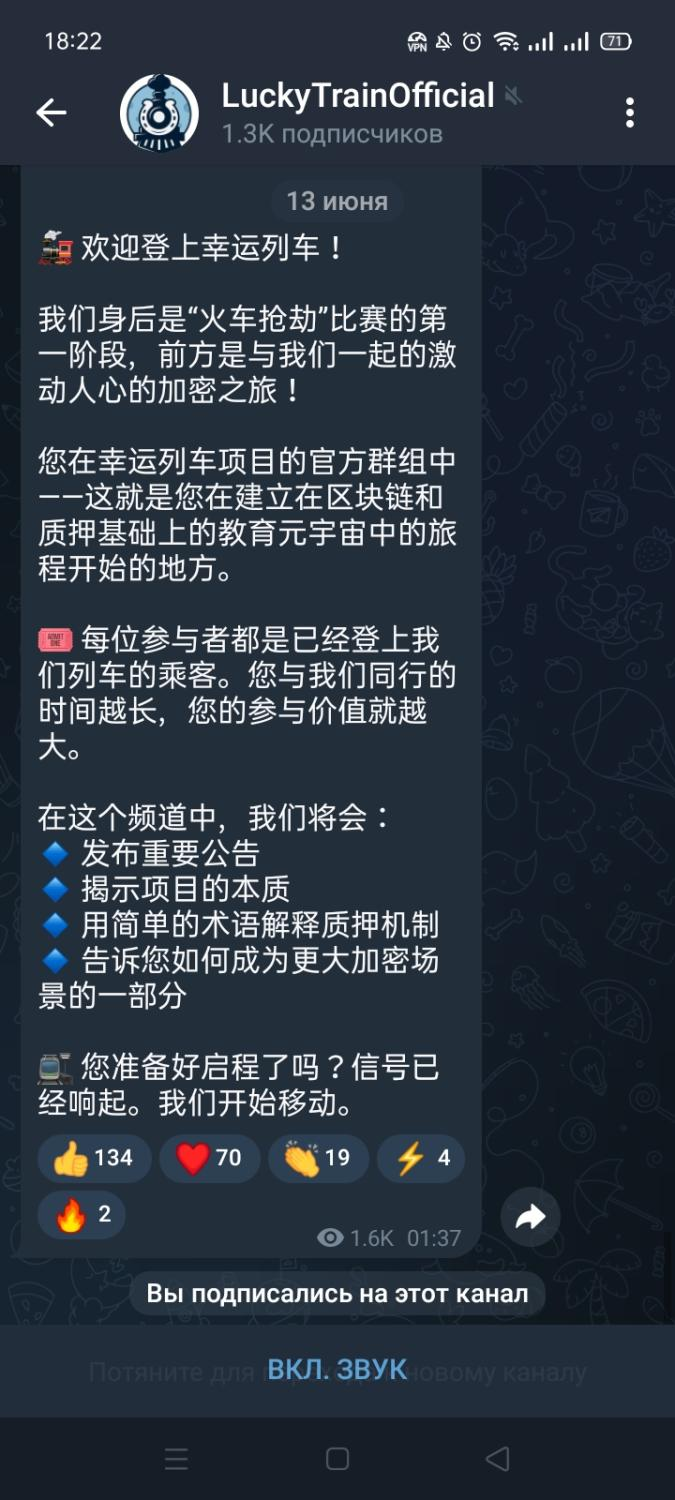 18:22
VPN
71
LuckyTrainOfficial
1.3K подписчиков
13 июня
🚂 欢迎登上幸运列车！
我们身后是“火车抢劫”比赛的第
一阶段，前方是与我们一起的激
动人心的加密之旅！
您在幸运列车项目的官方群组中
——这就是您在建立在区块链和
质押基础上的教育元宇宙中的旅
程开始的地方。
🎟 每位参与者都是已经登上我
们列车的乘客。您与我们同行的
时间越长，您的参与价值就越
大。
在这个频道中，我们将会：
🔹 发布重要公告
🔹 揭示项目的本质
🔹 用简单的术语解释质押机制
🔹 告诉您如何成为更大加密场
景的一部分
🚉 您准备好启程了吗？信号已
经响起。我们开始移动。
👍 134 ❤️ 70 👏 19 ⚡ 4
🔥 2
1.6K 01:37
Вы подписались на этот канал
ВКЛ. ЗВУК